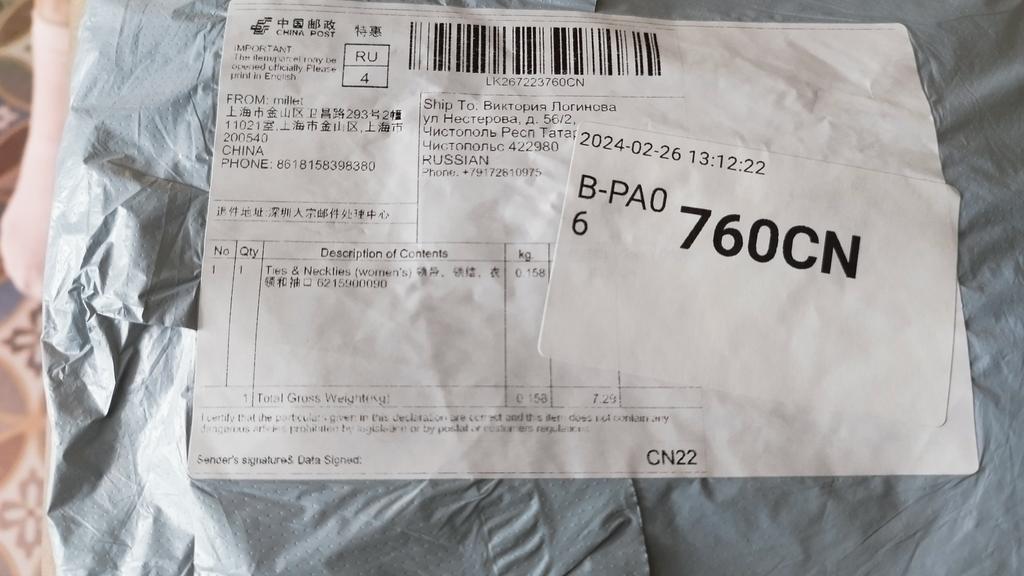 中国邮政
CHINA POST
特惠
IMPORTANT
The item/parcel may be
opened officially Please
print in English
RU
4
LK267223760CN
FROM: millet
上海市金山区卫昌路293号2幢
11021室,上海市金山区,上海市
200540
CHINA
PHONE: 8618158398380
Ship To. Виктория Логинова
ул Нестерова, д. 56/2,
Чистополь Респ Татар
Чистопольс 422980
RUSSIAN
Phone: +79172610975
2024-02-26 13:12:22
B-PA0
6
760CN
退件地址:深圳人宗邮件处理中心
No Qty Description of Contents kg.
1 1 Ties & Neckties (women's) 领带、领结、衣 0.158
领和油口 6215900090
1 Total Gross Weight(kg) 0.158 7.29
I certify that the particulars given in this declaration are correct and this item does not contain any
dangerous articles prohibited by legislation or by postal or customers regulations.
Sender's signature& Data Signed:
CN22